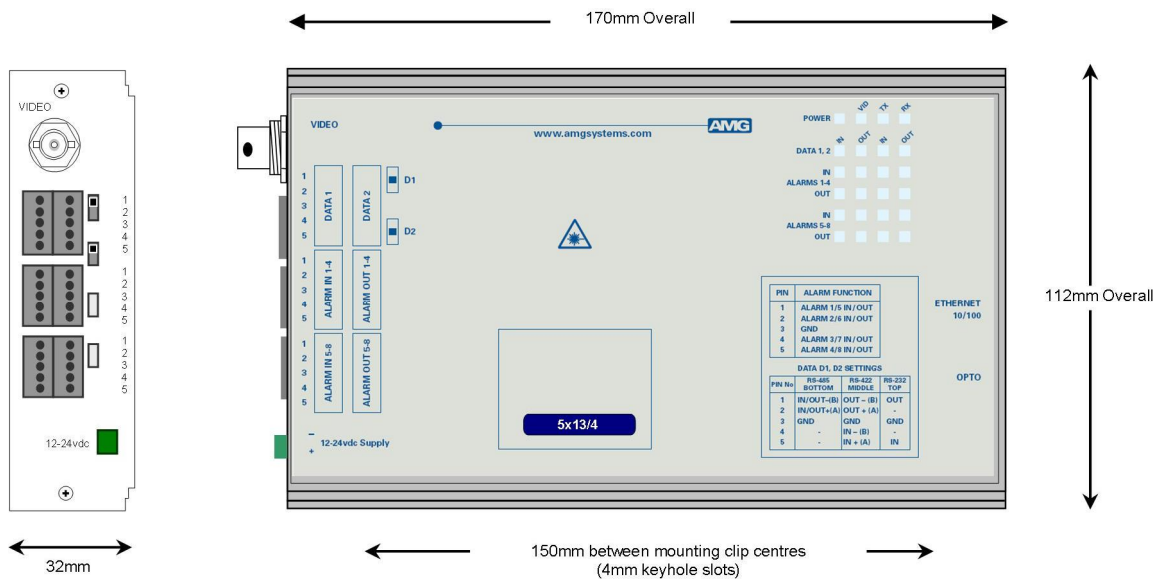 170mm Overall
VIDEO
1
2
3
4
5
1
2
3
4
5
1
2
3
4
5
12-24vdc
32mm
VIDEO
www.amgsystems.com
AMG
VID TX RX
POWER
IN OUT IN OUT
DATA 1, 2
IN
ALARMS 1-4
OUT
IN
ALARMS 5-8
OUT
1
2
3
4
5
DATA 1
DATA 2
D1
D2
1
2
3
4
5
ALARM IN 1-4
ALARM OUT 1-4
1
2
3
4
5
ALARM IN 5-8
ALARM OUT 5-8
– 
+
12-24vdc Supply
5x13/4
PIN ALARM FUNCTION
1 ALARM 1/5 IN/OUT
2 ALARM 2/6 IN/OUT
3 GND
4 ALARM 3/7 IN/OUT
5 ALARM 4/8 IN/OUT
DATA D1, D2 SETTINGS
PIN No RS-485 BOTTOM RS-422 MIDDLE RS-232 TOP
1 IN/OUT–(B) OUT – (B) OUT
2 IN/OUT+(A) OUT + (A) -
3 GND GND GND
4 - IN – (B)
5 - IN + (A) IN
ETHERNET
10/100
OPTO
112mm Overall
150mm between mounting clip centres
(4mm keyhole slots)